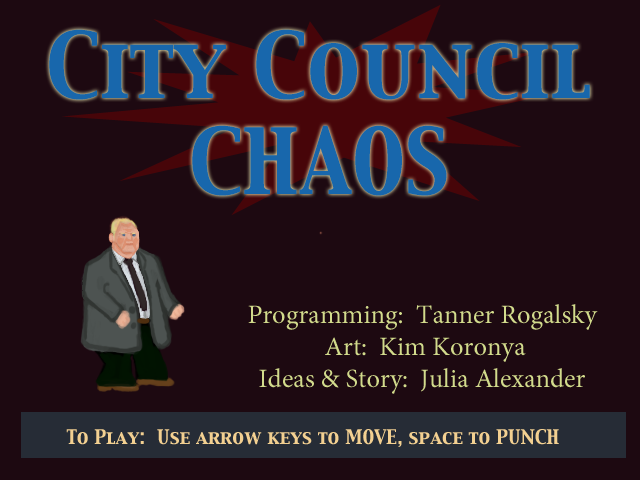 City Council
CHAOS
Programming: Tanner Rogalsky
Art: Kim Koronya
Ideas & Story: Julia Alexander
To Play: Use arrow keys to MOVE, space to PUNCH